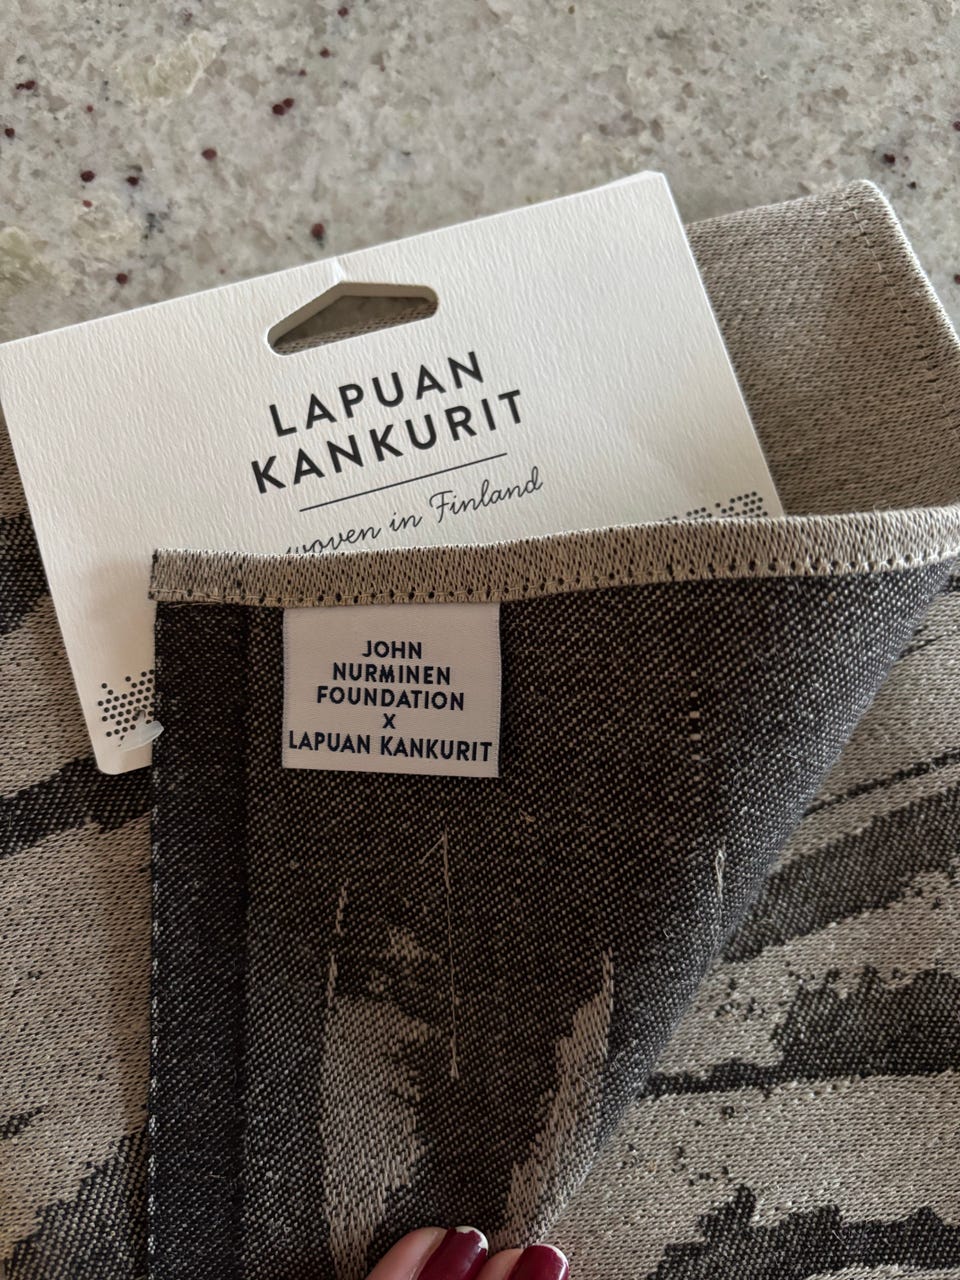 LAPUAN
KANKURIT
woven in Finland
JOHN
NURMINEN
FOUNDATION
X
LAPUAN KANKURIT